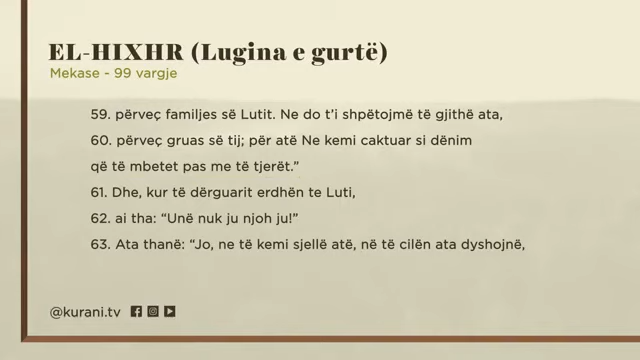 EL-HIXHR (Lugina e gurtë)
Mekase - 99 vargje
59. përveç familjes së Lutit. Ne do t’i shpëtojmë të gjithë ata,
60. përveç gruas së tij; për atë Ne kemi caktuar si dënim
që të mbetet pas me të tjerët.”
61. Dhe, kur të dërguarit erdhën te Luti,
62. ai tha: “Unë nuk ju njoh ju!”
63. Ata thanë: “Jo, ne të kemi sjellë atë, në të cilën ata dyshojnë,
@kurani.tv